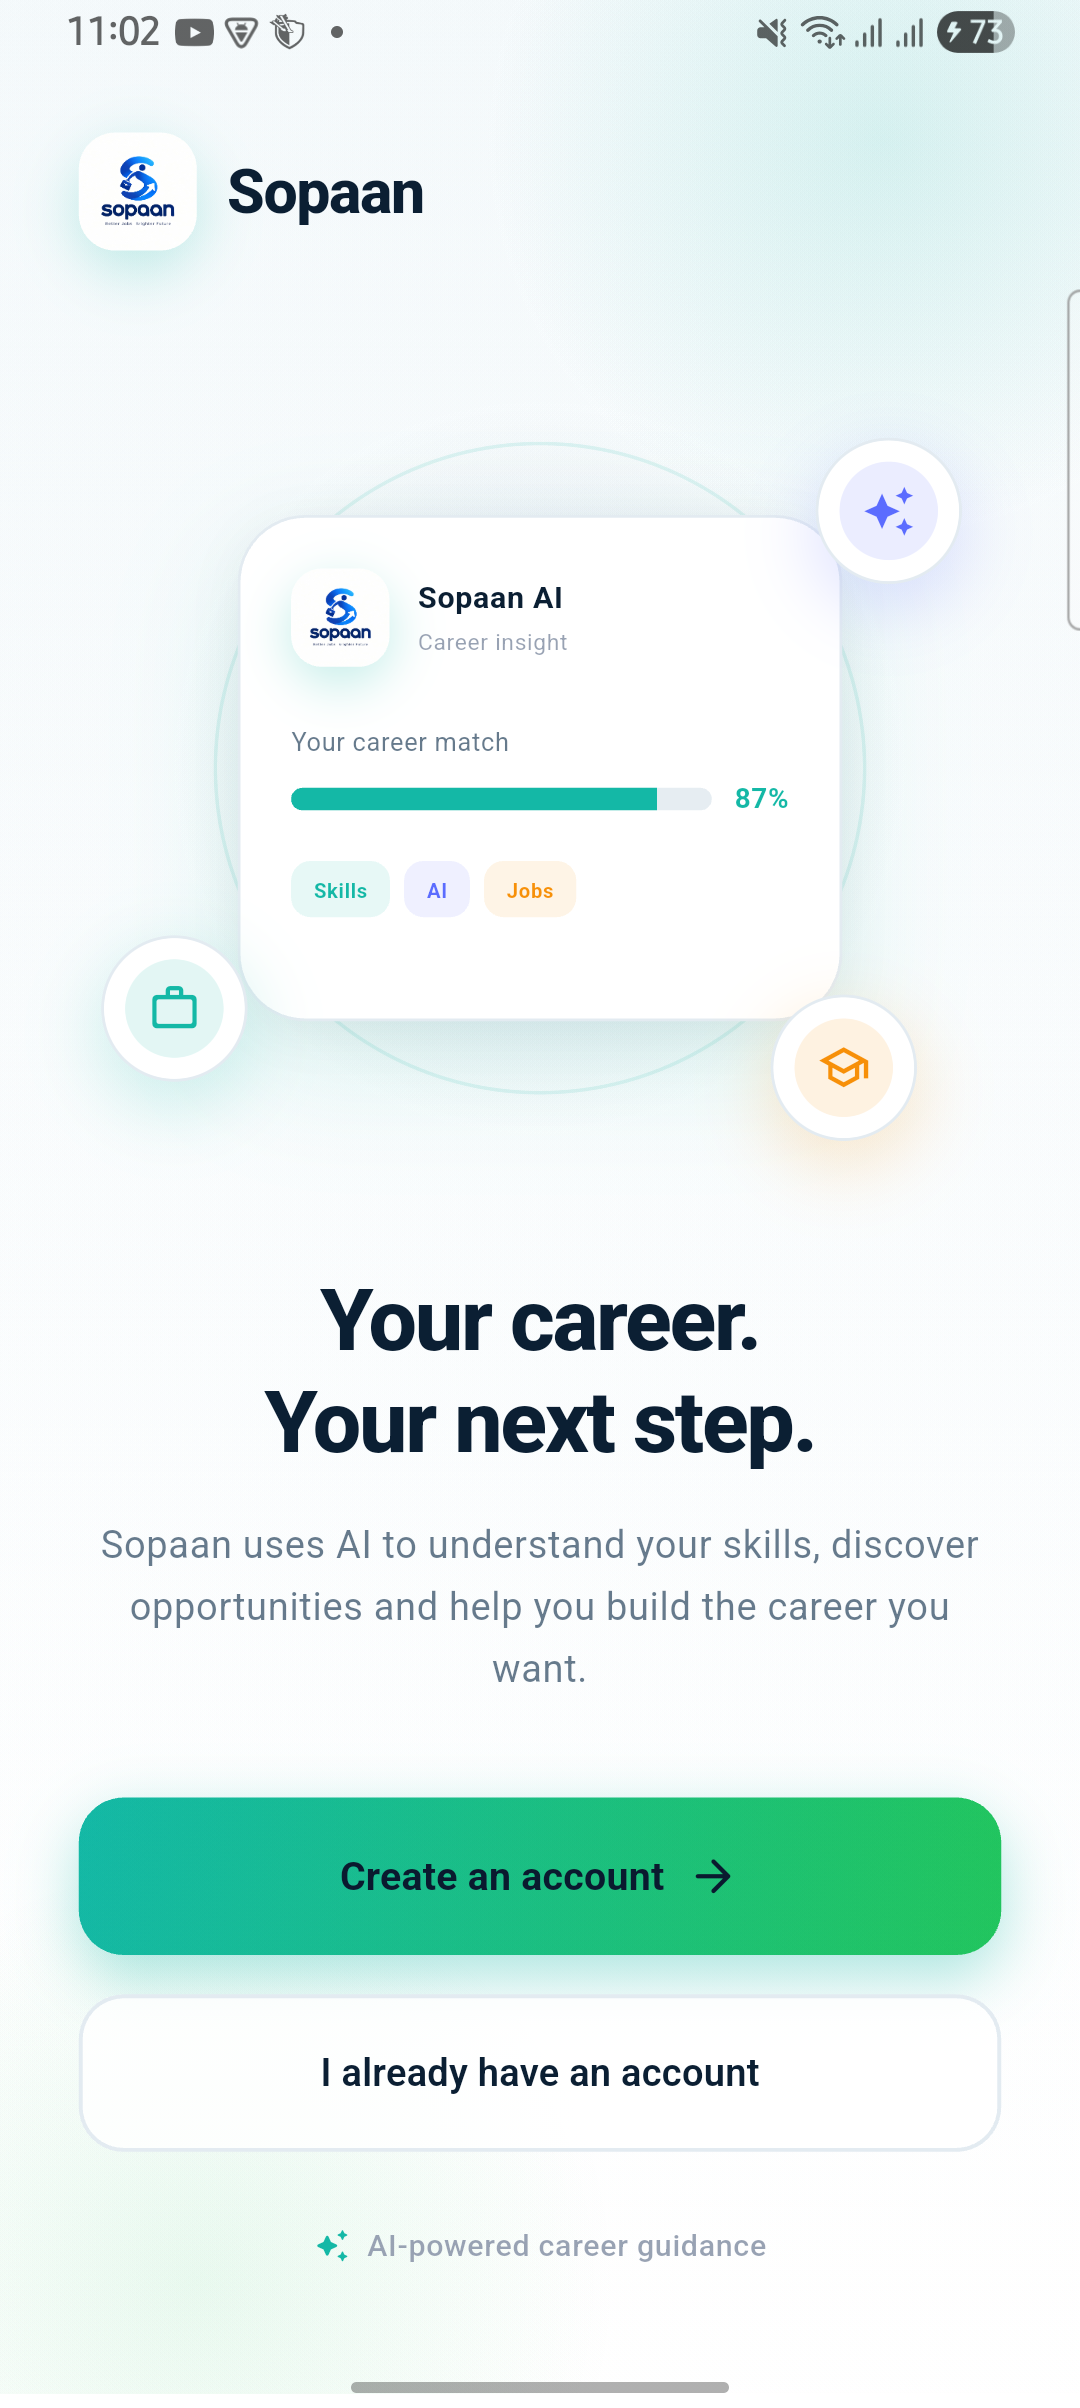 11:02
73
sopaan
Sopaan
sopaan
Sopaan AI
Career insight
Your career match
87%
Skills
AI
Jobs
Your career.
Your next step.
Sopaan uses AI to understand your skills, discover
opportunities and help you build the career you
want.
Create an account
I already have an account
AI-powered career guidance